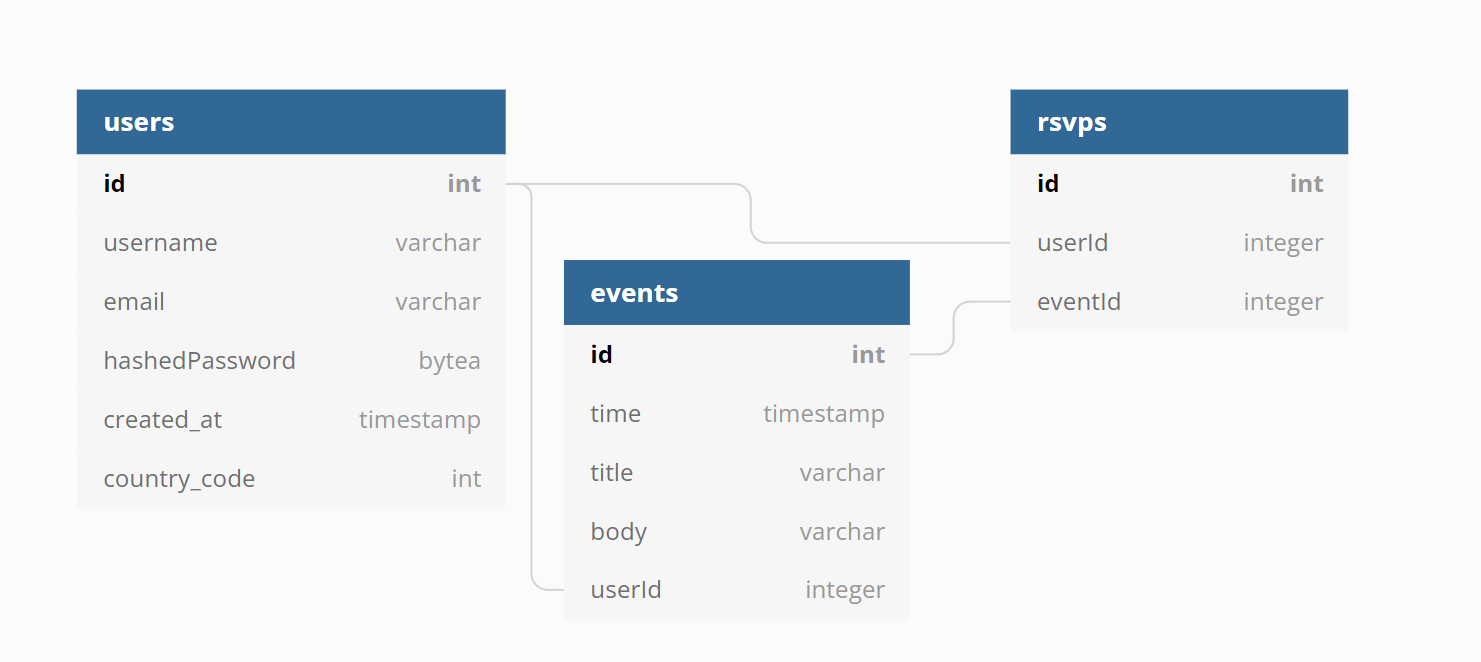 users
id int
username varchar
email varchar
hashedPassword bytea
created_at timestamp
country_code int
events
id int
time timestamp
title varchar
body varchar
userId integer
rsvps
id int
userId integer
eventId integer